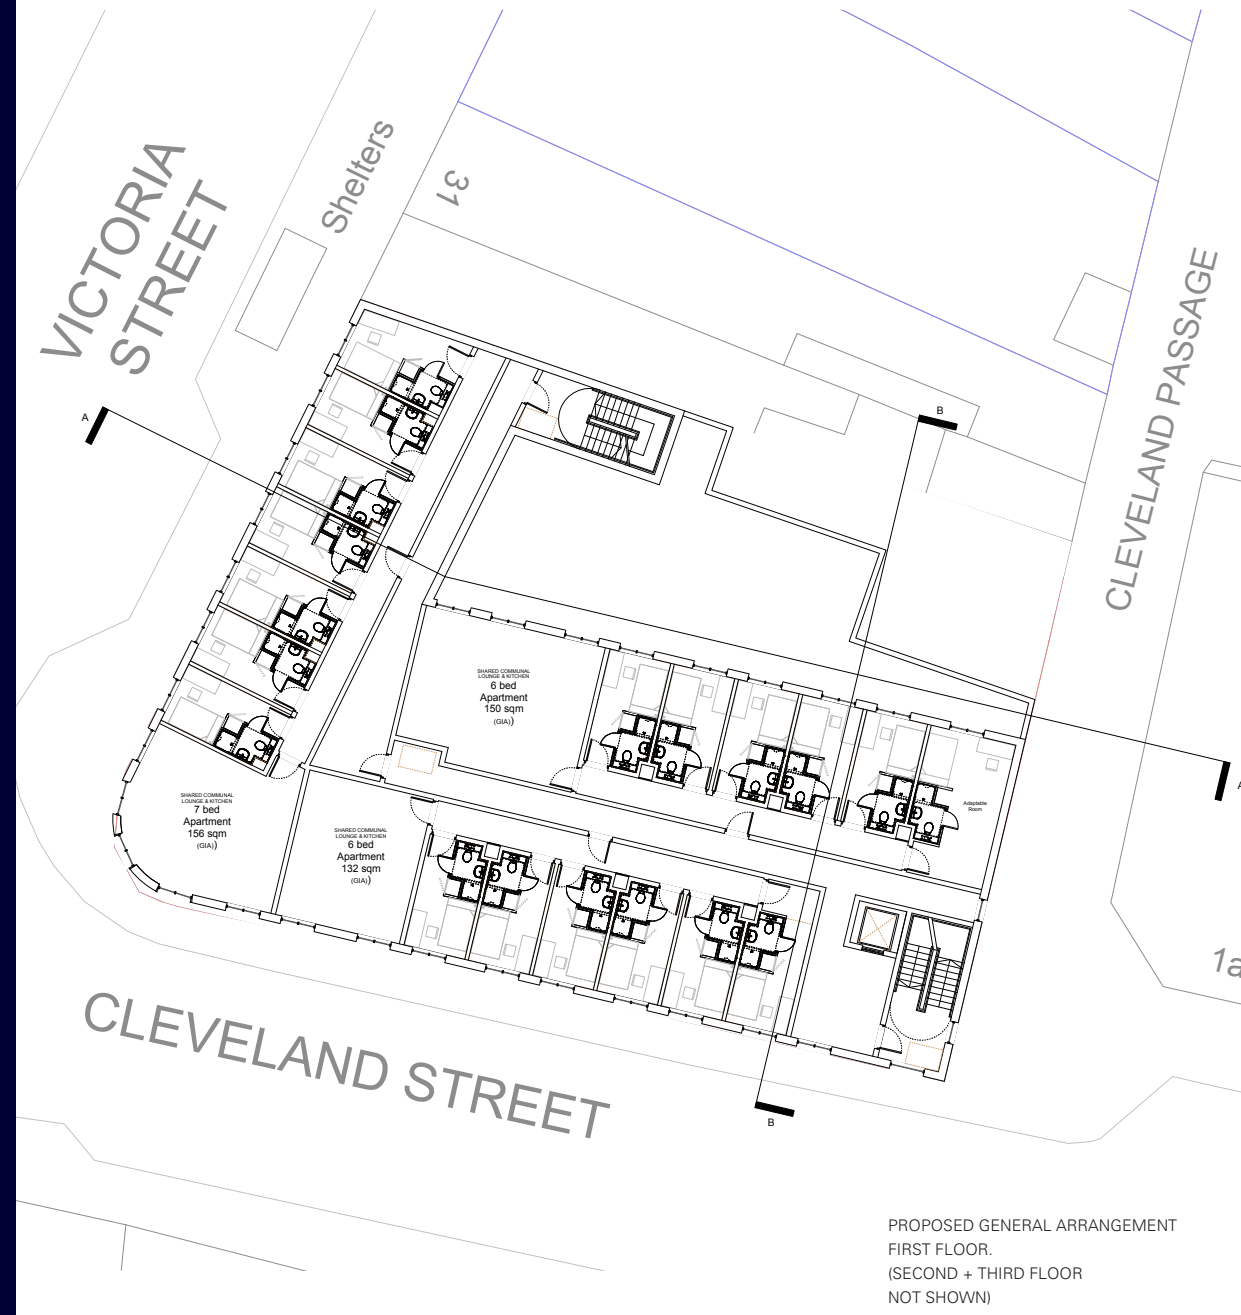 VICTORIA
STREET
Shelters
31
CLEVELAND PASSAGE
A
B
SHARED COMMUNAL
LOUNGE & KITCHEN
6 bed
Apartment
150 sqm
(GIA))
Adaptable
Room
A
SHARED COMMUNAL
LOUNGE & KITCHEN
7 bed
Apartment
156 sqm
(GIA))
SHARED COMMUNAL
LOUNGE & KITCHEN
6 bed
Apartment
132 sqm
(GIA))
1a
CLEVELAND STREET
B
PROPOSED GENERAL ARRANGEMENT
FIRST FLOOR.
(SECOND + THIRD FLOOR
NOT SHOWN)